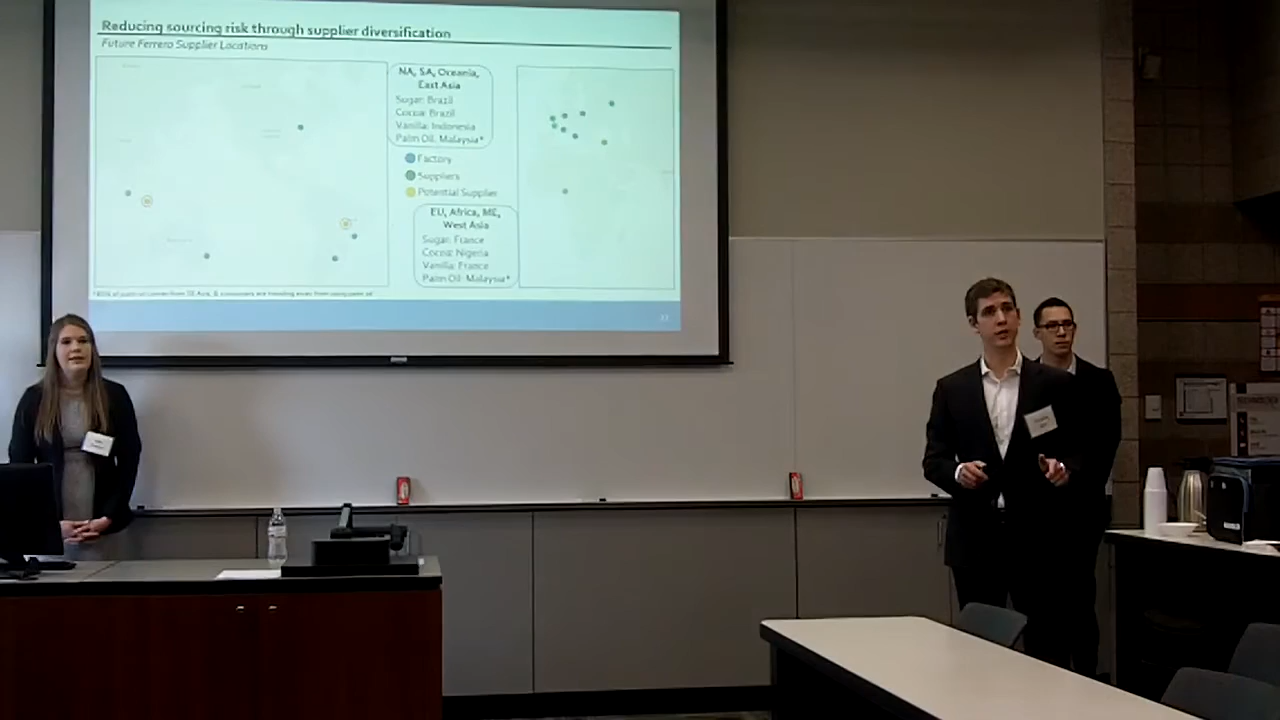 Reducing sourcing risk through supplier diversification
Future Ferrero Supplier Locations
NA, SA, Oceania,
East Asia
Sugar: Brazil
Cocoa: Brazil
Vanilla: Indonesia
Palm Oil: Malaysia*
Factory
Suppliers
Potential Supplier
EU, Africa, ME,
West Asia
Sugar: France
Cocoa: Nigeria
Vanilla: France
Palm Oil: Malaysia*